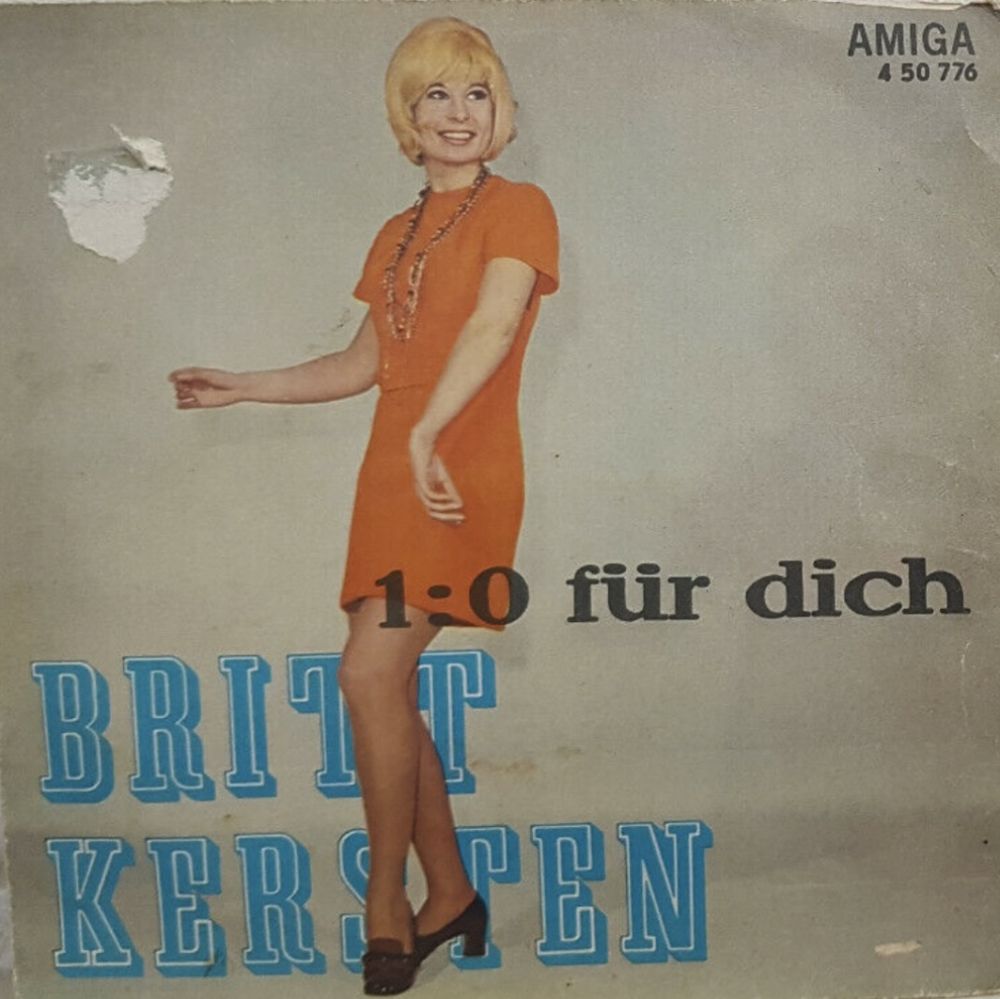 AMIGA
4 50 776
1:0 für dich
BRITT
KERSTEN